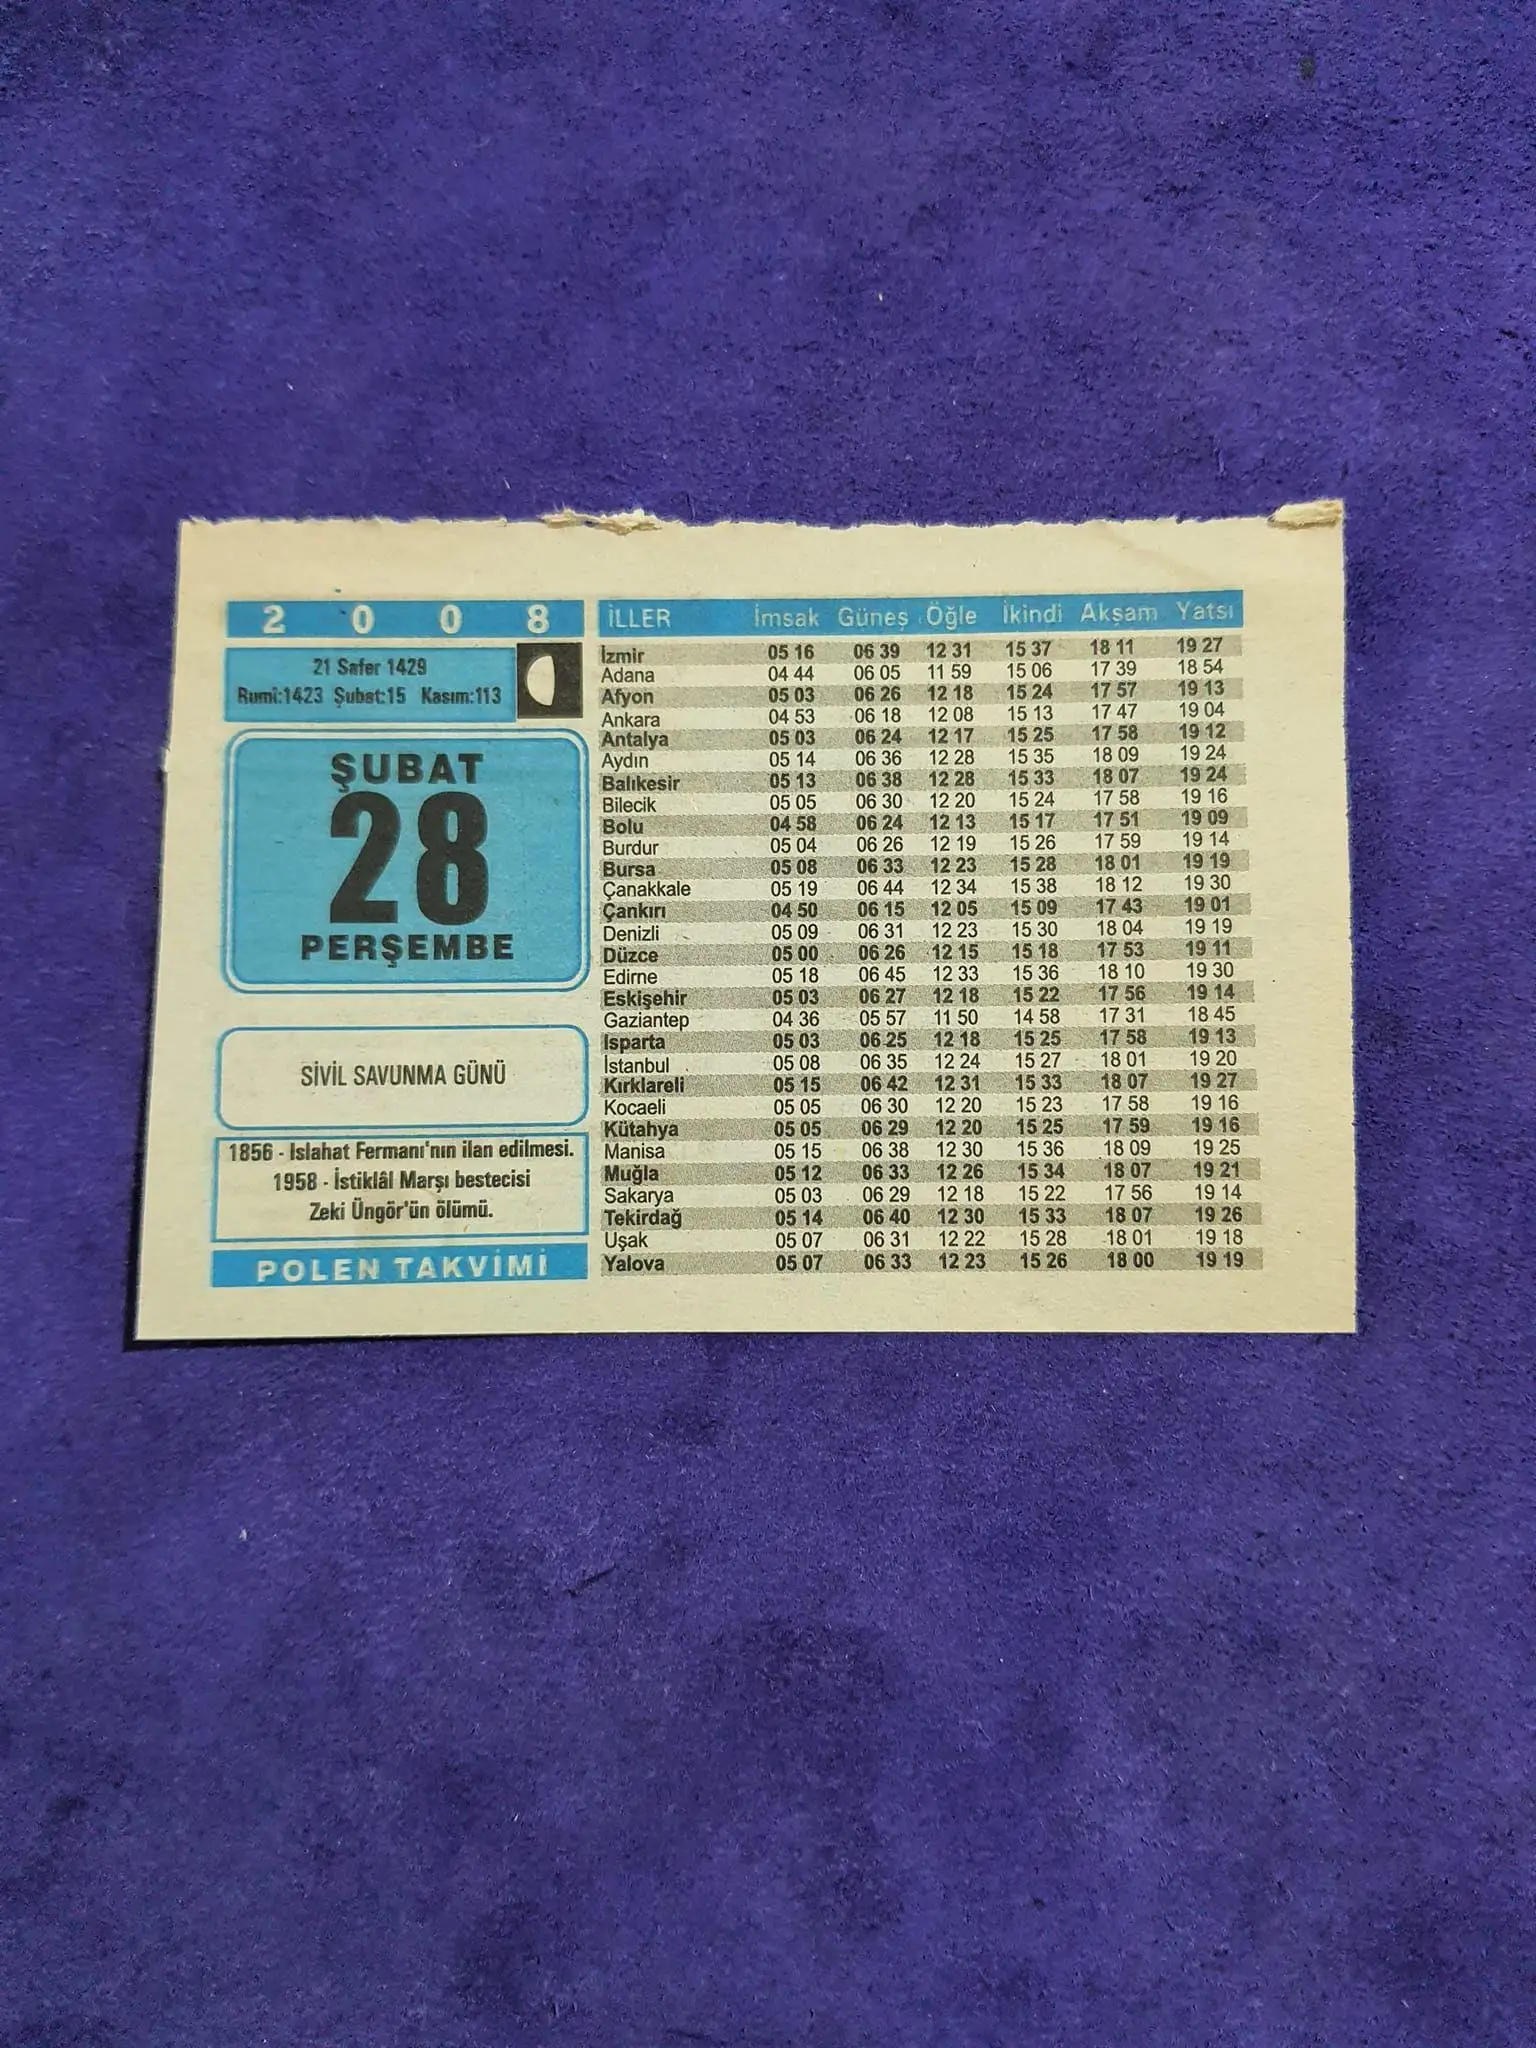 2 0 0 8
21 Safer 1429
Rumi:1423 Şubat:15 Kasım:113
ŞUBAT
28
PERŞEMBE
SİVİL SAVUNMA GÜNÜ
1856 - Islahat Fermanı'nın ilan edilmesi.
1958 - İstiklâl Marşı bestecisi
Zeki Üngör'ün ölümü.
POLEN TAKVİMİ
İLLER İmsak Güneş Öğle İkindi Akşam Yatsı
İzmir 05 16 06 39 12 31 15 37 18 11 19 27
Adana 04 44 06 05 11 59 15 06 17 39 18 54
Afyon 05 03 06 26 12 18 15 24 17 57 19 13
Ankara 04 53 06 18 12 08 15 13 17 47 19 04
Antalya 05 03 06 24 12 17 15 25 17 58 19 12
Aydın 05 14 06 36 12 28 15 35 18 09 19 24
Balıkesir 05 13 06 38 12 28 15 33 18 07 19 24
Bilecik 05 05 06 30 12 20 15 24 17 58 19 16
Bolu 04 58 06 24 12 13 15 17 17 51 19 09
Burdur 05 04 06 26 12 19 15 26 17 59 19 14
Bursa 05 08 06 33 12 23 15 28 18 01 19 19
Çanakkale 05 19 06 44 12 34 15 38 18 12 19 30
Çankırı 04 50 06 15 12 05 15 09 17 43 19 01
Denizli 05 09 06 31 12 23 15 30 18 04 19 19
Düzce 05 00 06 26 12 15 15 18 17 53 19 11
Edirne 05 18 06 45 12 33 15 36 18 10 19 30
Eskişehir 05 03 06 27 12 18 15 22 17 56 19 14
Gaziantep 04 36 05 57 11 50 14 58 17 31 18 45
Isparta 05 03 06 25 12 18 15 25 17 58 19 13
İstanbul 05 08 06 35 12 24 15 27 18 01 19 20
Kırklareli 05 15 06 42 12 31 15 33 18 07 19 27
Kocaeli 05 05 06 30 12 20 15 23 17 58 19 16
Kütahya 05 05 06 29 12 20 15 25 17 59 19 16
Manisa 05 15 06 38 12 30 15 36 18 09 19 25
Muğla 05 12 06 33 12 26 15 34 18 07 19 21
Sakarya 05 03 06 29 12 18 15 22 17 56 19 14
Tekirdağ 05 14 06 40 12 30 15 33 18 07 19 26
Uşak 05 07 06 31 12 22 15 28 18 01 19 18
Yalova 05 07 06 33 12 23 15 26 18 00 19 19